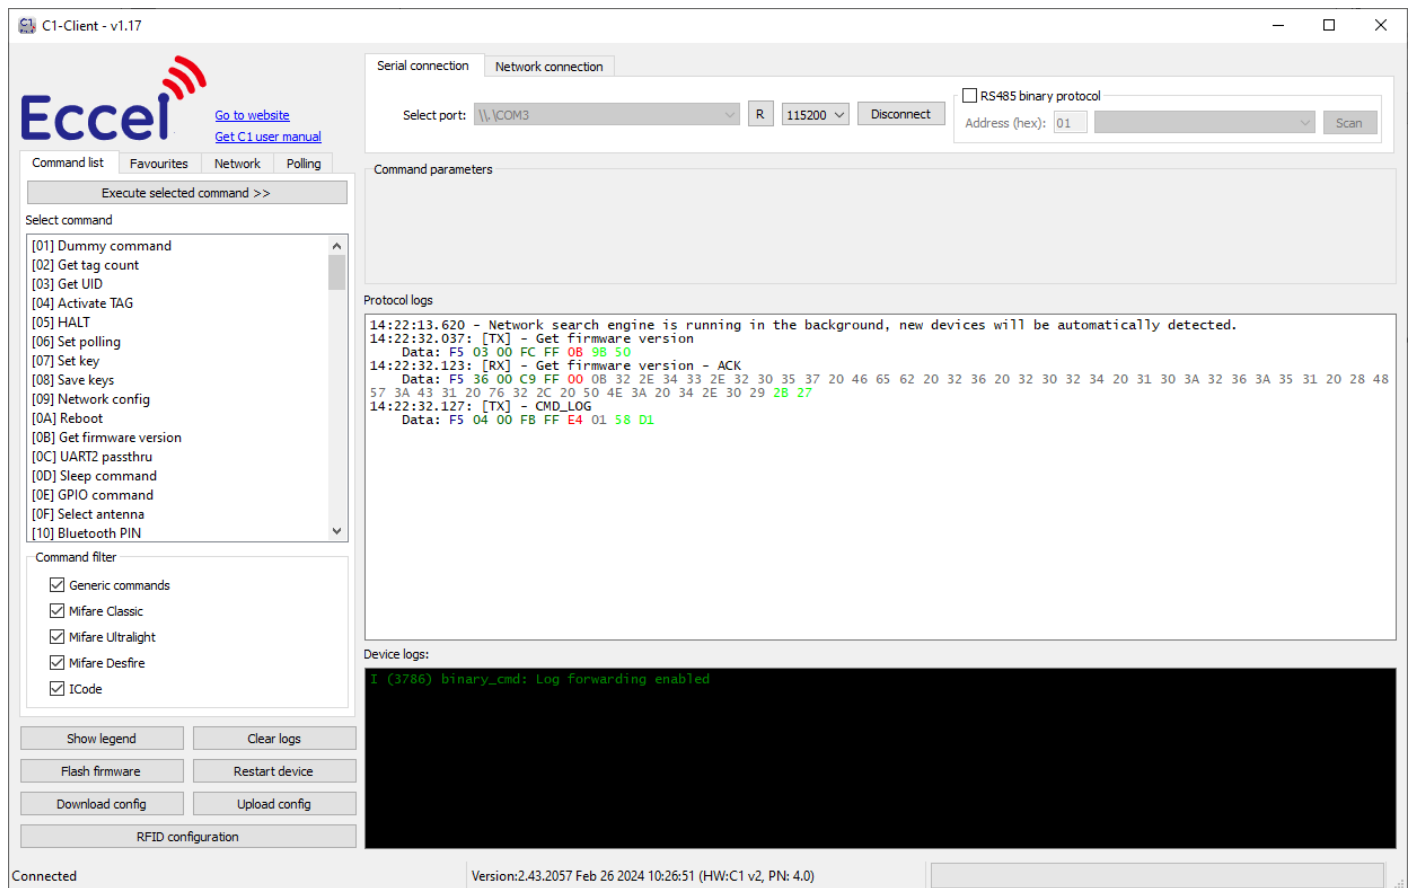 C1-Client - v1.17
Eccel
Go to website
Get C1 user manual
Command list Favourites Network Polling
Execute selected command >>
Select command
[01] Dummy command
[02] Get tag count
[03] Get UID
[04] Activate TAG
[05] HALT
[06] Set polling
[07] Set key
[08] Save keys
[09] Network config
[0A] Reboot
[0B] Get firmware version
[0C] UART2 passthru
[0D] Sleep command
[0E] GPIO command
[0F] Select antenna
[10] Bluetooth PIN
Command filter
Generic commands
Mifare Classic
Mifare Ultralight
Mifare Desfire
ICode
Show legend Clear logs
Flash firmware Restart device
Download config Upload config
RFID configuration
Serial connection Network connection
Select port: \\.\COM3 R 115200 Disconnect
RS485 binary protocol
Address (hex): 01 Scan
Command parameters
Protocol logs
14:22:13.620 - Network search engine is running in the background, new devices will be automatically detected.
14:22:32.037: [TX] - Get firmware version
Data: F5 03 00 FC FF 0B 9B 50
14:22:32.123: [RX] - Get firmware version - ACK
Data: F5 36 00 C9 FF 00 0B 32 2E 34 33 2E 32 30 35 37 20 46 65 62 20 32 36 20 32 30 32 34 20 31 30 3A 32 36 3A 35 31 20 28 48
57 3A 43 31 20 76 32 2C 20 50 4E 3A 20 34 2E 30 29 2B 27
14:22:32.127: [TX] - CMD_LOG
Data: F5 04 00 FB FF E4 01 58 D1
Device logs:
I (3786) binary_cmd: Log forwarding enabled
Connected Version:2.43.2057 Feb 26 2024 10:26:51 (HW:C1 v2, PN: 4.0)